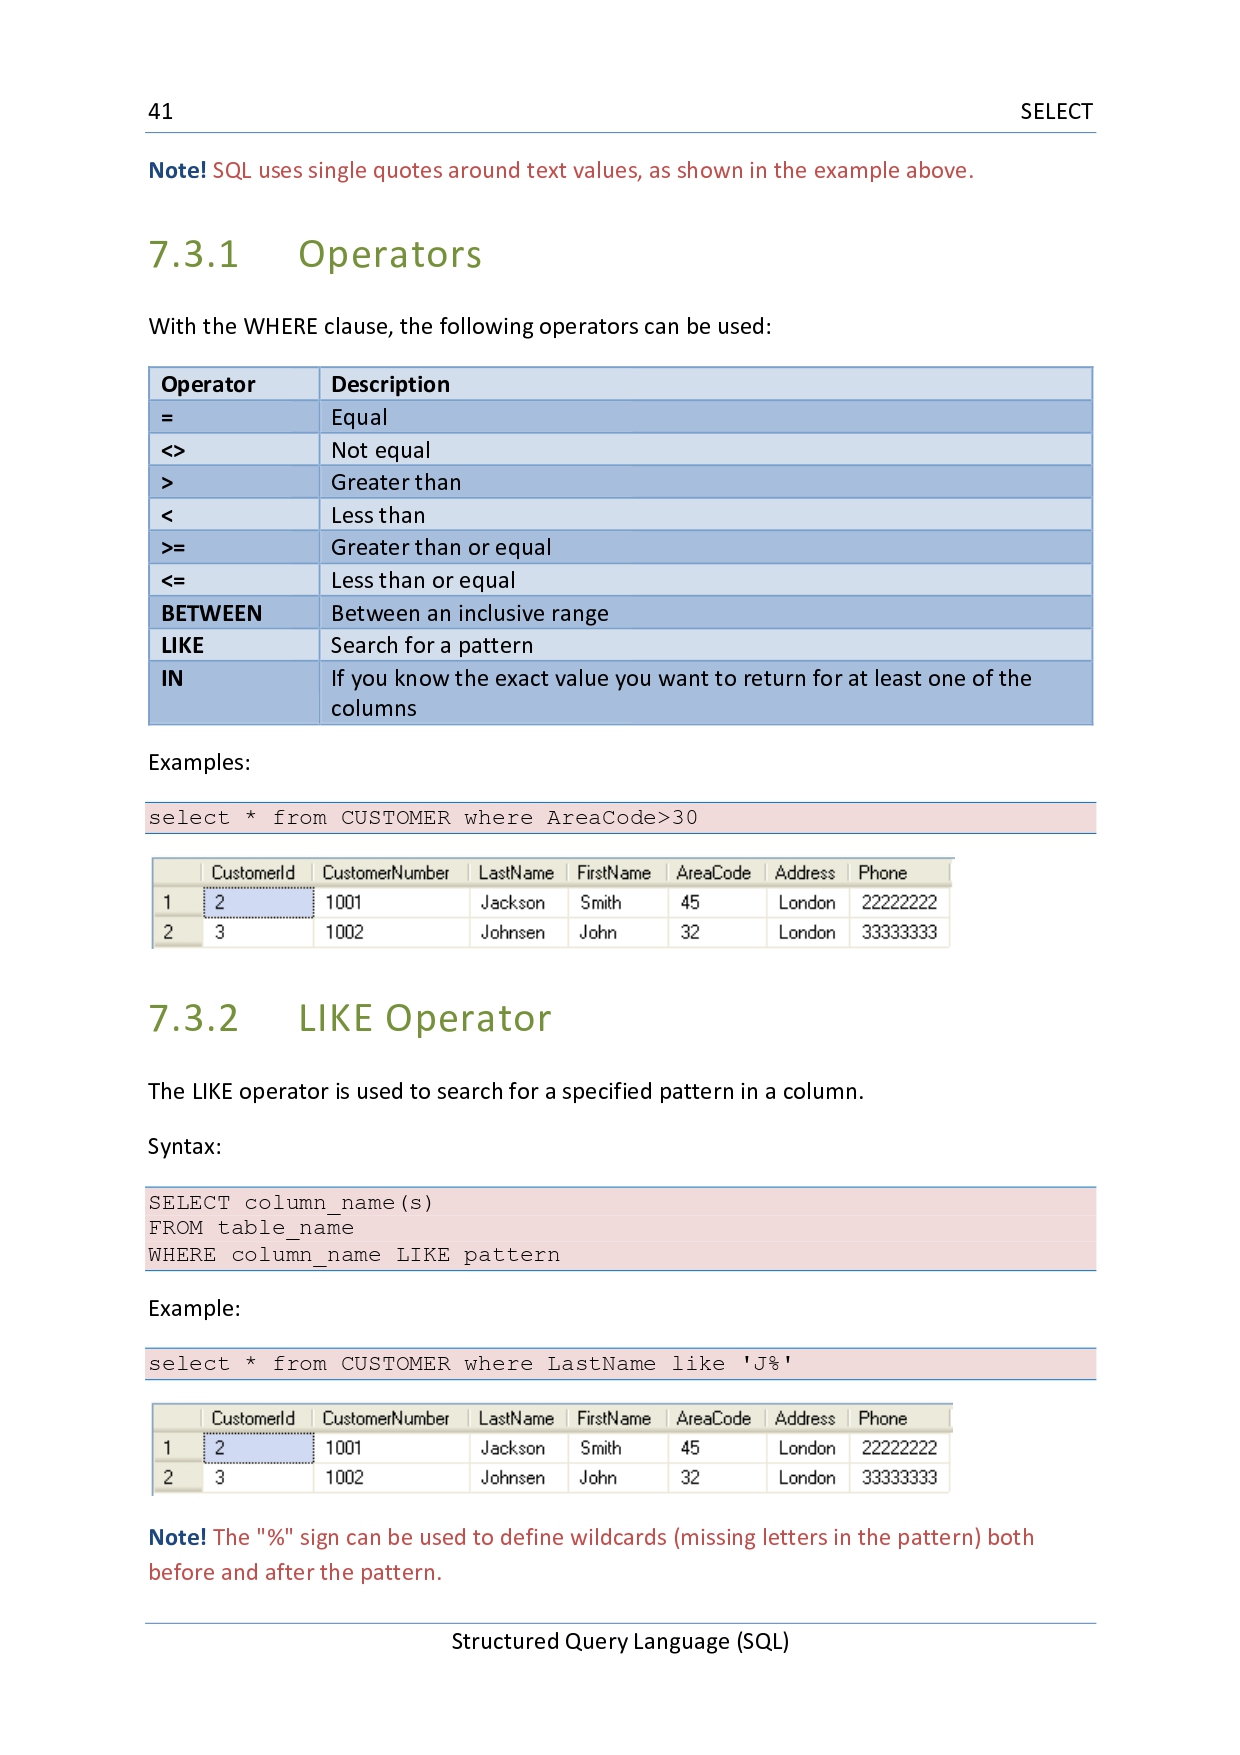 41 SELECT
Note! SQL uses single quotes around text values, as shown in the example above.
7.3.1 Operators
With the WHERE clause, the following operators can be used:
Operator Description
= Equal
<> Not equal
> Greater than
< Less than
>= Greater than or equal
<= Less than or equal
BETWEEN Between an inclusive range
LIKE Search for a pattern
IN If you know the exact value you want to return for at least one of the
columns
Examples:
select * from CUSTOMER where AreaCode>30
CustomerId CustomerNumber LastName FirstName AreaCode Address Phone
1 2 1001 Jackson Smith 45 London 22222222
2 3 1002 Johnsen John 32 London 33333333
7.3.2 LIKE Operator
The LIKE operator is used to search for a specified pattern in a column.
Syntax:
SELECT column_name(s)
FROM table_name
WHERE column_name LIKE pattern
Example:
select * from CUSTOMER where LastName like 'J%'
CustomerId CustomerNumber LastName FirstName AreaCode Address Phone
1 2 1001 Jackson Smith 45 London 22222222
2 3 1002 Johnsen John 32 London 33333333
Note! The "%" sign can be used to define wildcards (missing letters in the pattern) both
before and after the pattern.
Structured Query Language (SQL)